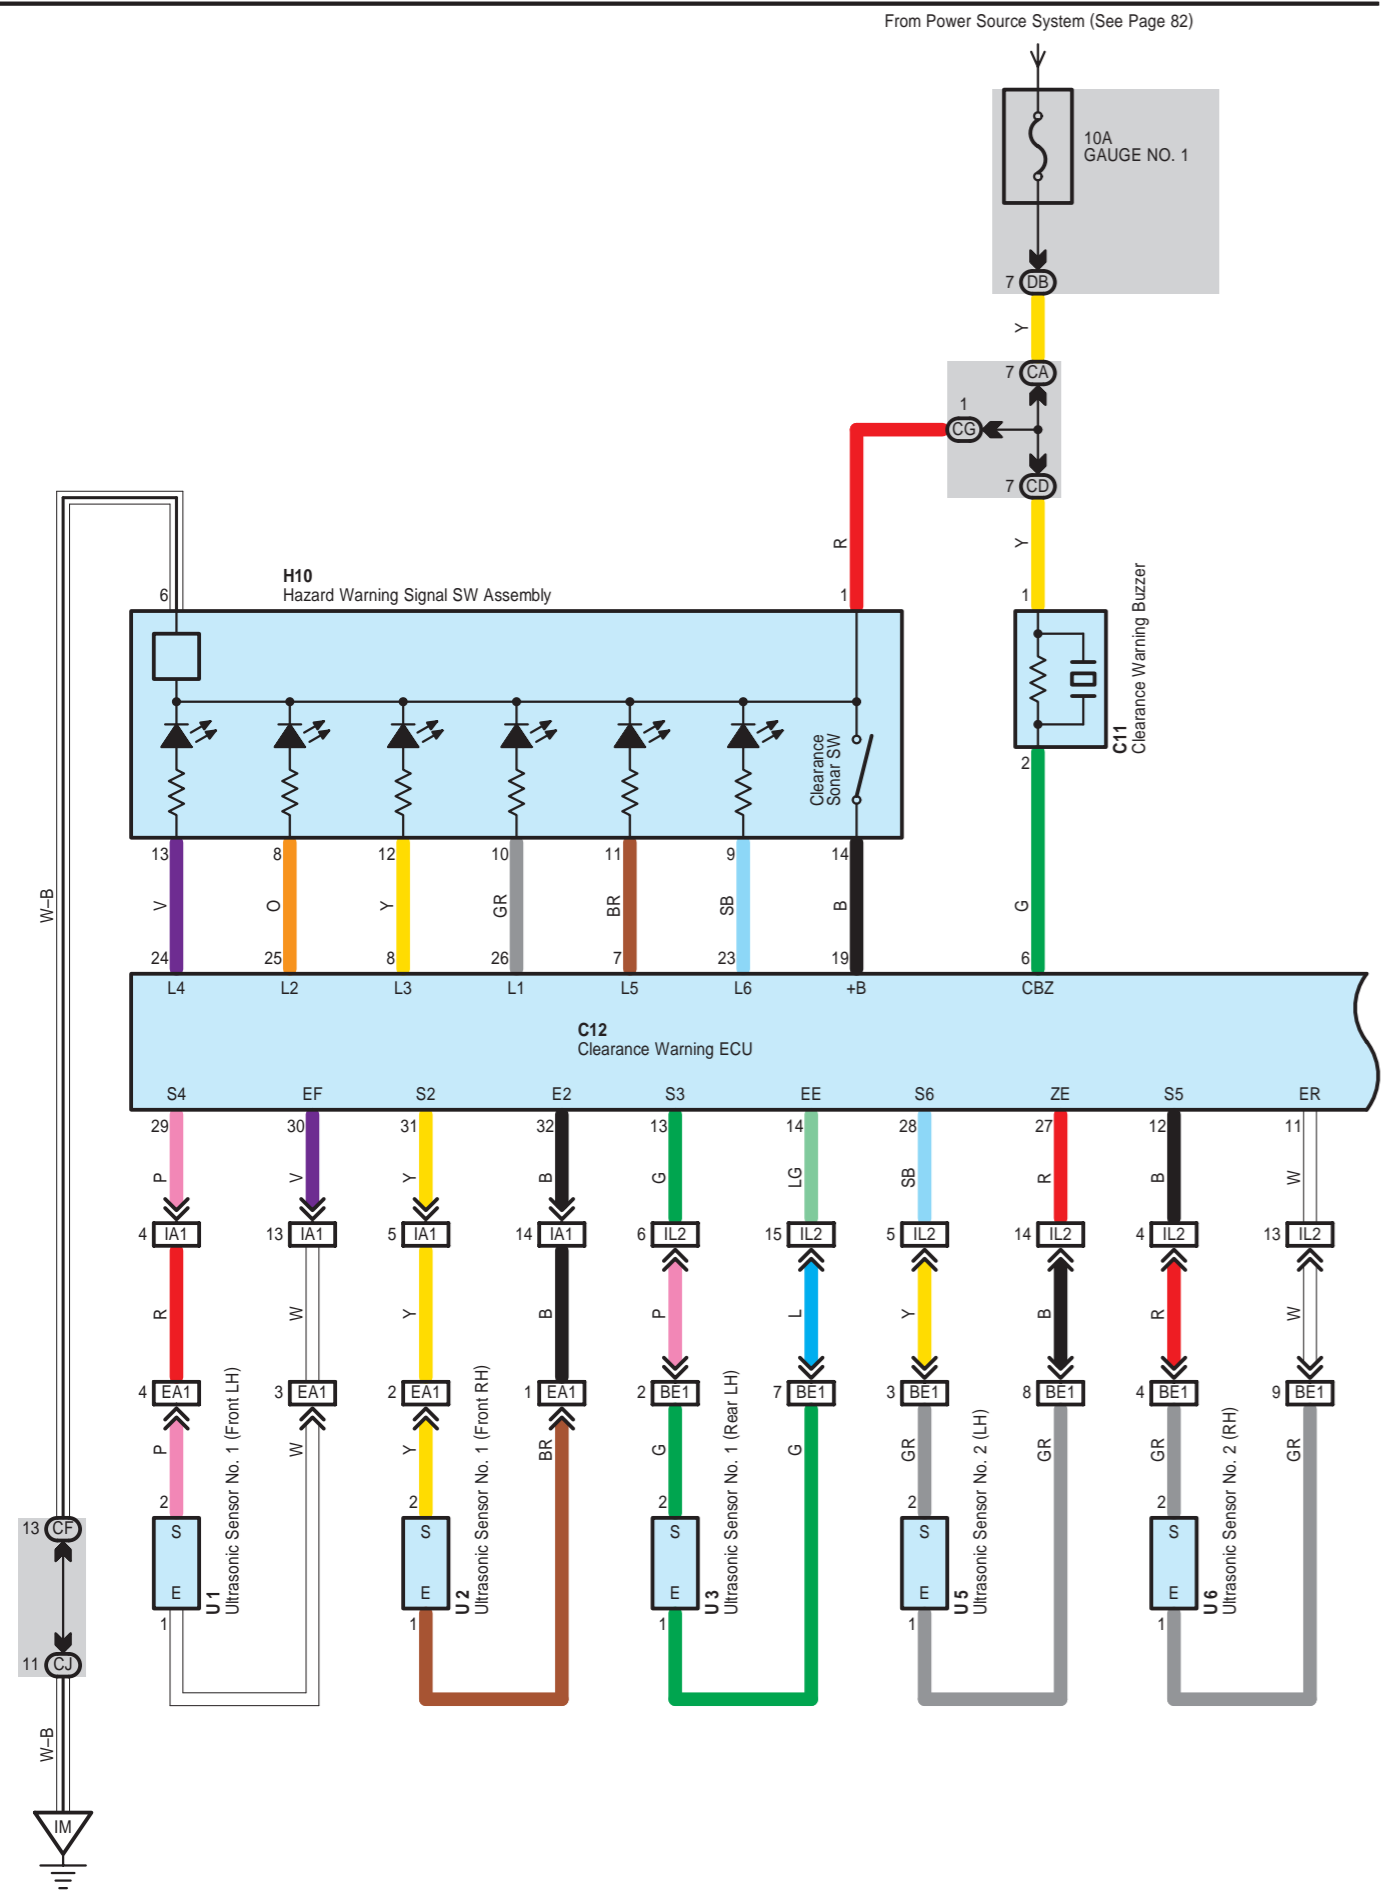 From Power Source System (See Page 82)
10A
GAUGE NO. 1
7 DB
Y
7 CA
1
CG
7 CD
R
Y
H10
Hazard Warning Signal SW Assembly
6
1
1
Clearance
Sonar SW
C11
Clearance Warning Buzzer
2
13 8 12 10 11 9 14
W–B
V O Y GR BR SB B G
24 25 8 26 7 23 19 6
L4 L2 L3 L1 L5 L6 +B CBZ
C12
Clearance Warning ECU
S4 EF S2 E2 S3 EE S6 ZE S5 ER
29 30 31 32 13 14 28 27 12 11
P V Y B G LG SB R B W
4 IA1 13 IA1 5 IA1 14 IA1 6 IL2 15 IL2 5 IL2 14 IL2 4 IL2 13 IL2
R W Y B P L Y B R W
4 EA1 3 EA1 2 EA1 1 EA1 2 BE1 7 BE1 3 BE1 8 BE1 4 BE1 9 BE1
P W Y BR G G GR GR GR GR
2 2 2 2 2
S S S S S
E E E E E
1 1 1 1 1
U 1
Ultrasonic Sensor No. 1 (Front LH)
U 2
Ultrasonic Sensor No. 1 (Front RH)
U 3
Ultrasonic Sensor No. 1 (Rear LH)
U 5
Ultrasonic Sensor No. 2 (LH)
U 6
Ultrasonic Sensor No. 2 (RH)
13 CF
11 CJ
W–B
IM